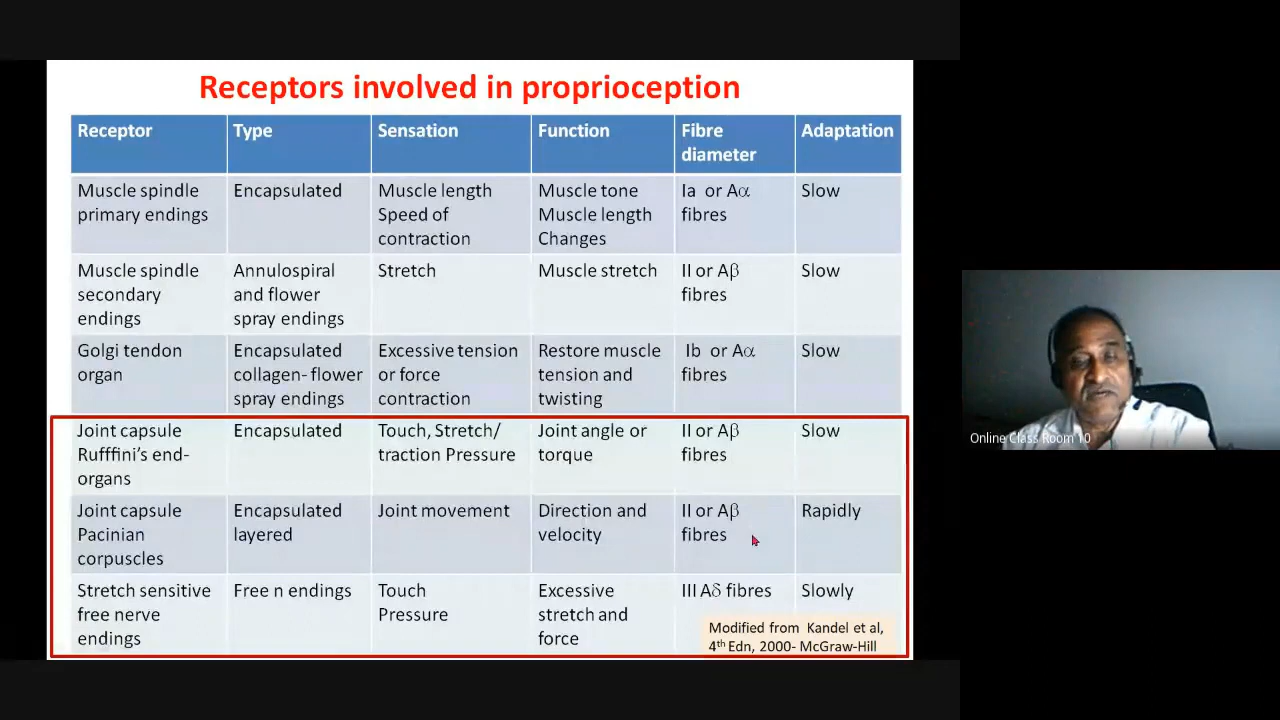 Receptors involved in proprioception
Receptor Type Sensation Function Fibre diameter Adaptation
Muscle spindle primary endings Encapsulated Muscle length Speed of contraction Muscle tone Muscle length Changes Ia or Aα fibres Slow
Muscle spindle secondary endings Annulospiral and flower spray endings Stretch Muscle stretch II or Aβ fibres Slow
Golgi tendon organ Encapsulated collagen- flower spray endings Excessive tension or force contraction Restore muscle tension and twisting Ib or Aα fibres Slow
Joint capsule Rufffini's end-organs Encapsulated Touch, Stretch/ traction Pressure Joint angle or torque II or Aβ fibres Slow
Joint capsule Pacinian corpuscles Encapsulated layered Joint movement Direction and velocity II or Aβ fibres Rapidly
Stretch sensitive free nerve endings Free n endings Touch Pressure Excessive stretch and force III Aδ fibres Slowly
Modified from Kandel et al,
4th Edn, 2000- McGraw-Hill
Online Class Room 10